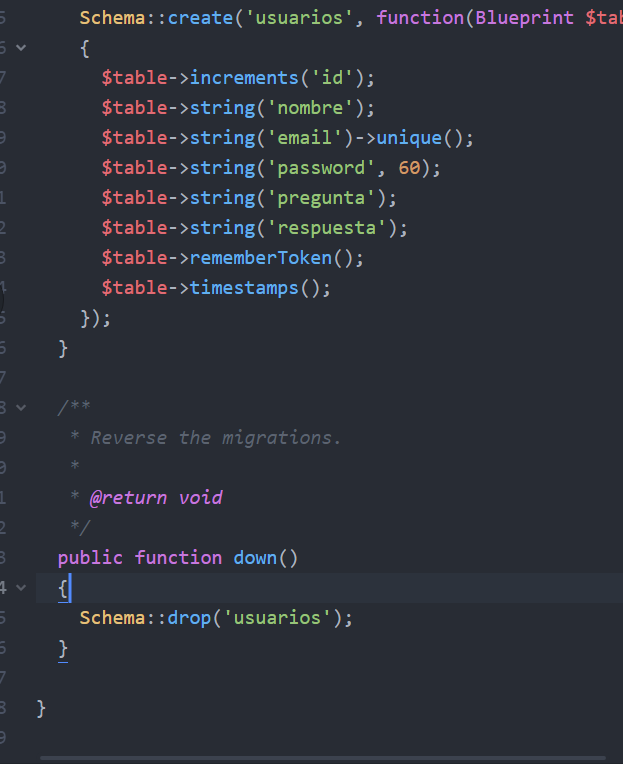 Schema::create('usuarios', function(Blueprint $tab
{
$table->increments('id');
$table->string('nombre');
$table->string('email')->unique();
$table->string('password', 60);
$table->string('pregunta');
$table->string('respuesta');
$table->rememberToken();
$table->timestamps();
});
}
/**
* Reverse the migrations.
*
* @return void
*/
public function down()
{
Schema::drop('usuarios');
}
}